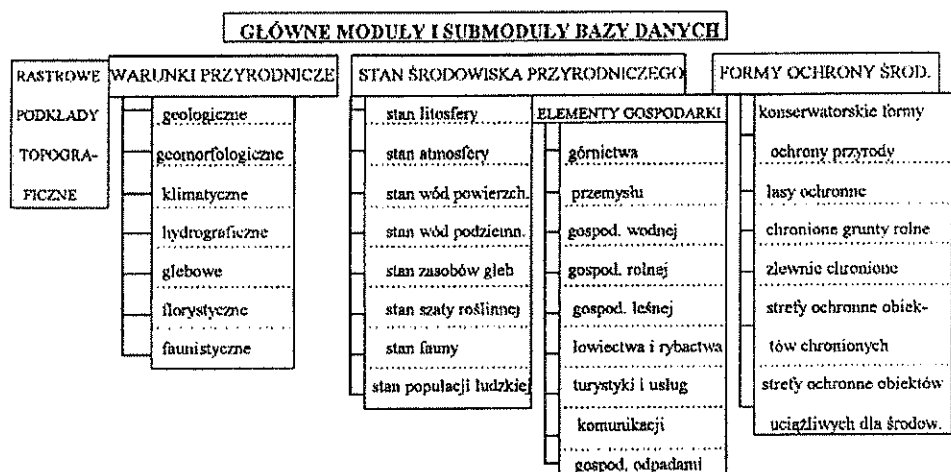 GŁÓWNE MODUŁY I SUBMODUŁY BAZY DANYCH
RASTROWE
PODKŁADY
TOPOGRA-
FICZNE
WARUNKI PRZYRODNICZE
geologiczne
geomorfologiczne
klimatyczne
hydrograficzne
glebowe
florystyczne
faunistyczne
STAN ŚRODOWISKA PRZYRODNICZEGO
stan litosfery
stan atmosfery
stan wód powierzch.
stan wód podziemn.
stan zasobów gleb
stan szaty roślinnej
stan fauny
stan populacji ludzkiej
ELEMENTY GOSPODARKI
górnictwa
przemysłu
gospod. wodnej
gospod. rolnej
gospod. leśnej
łowiectwa i rybactwa
turystyki i usług
komunikacji
gospod. odpadami
FORMY OCHRONY ŚROD.
konserwatorskie formy
ochrony przyrody
lasy ochronne
chronione grunty rolne
zlewnie chronione
strefy ochronne obiek-
tów chronionych
strefy ochronne obiektów
uciążliwych dla środow.